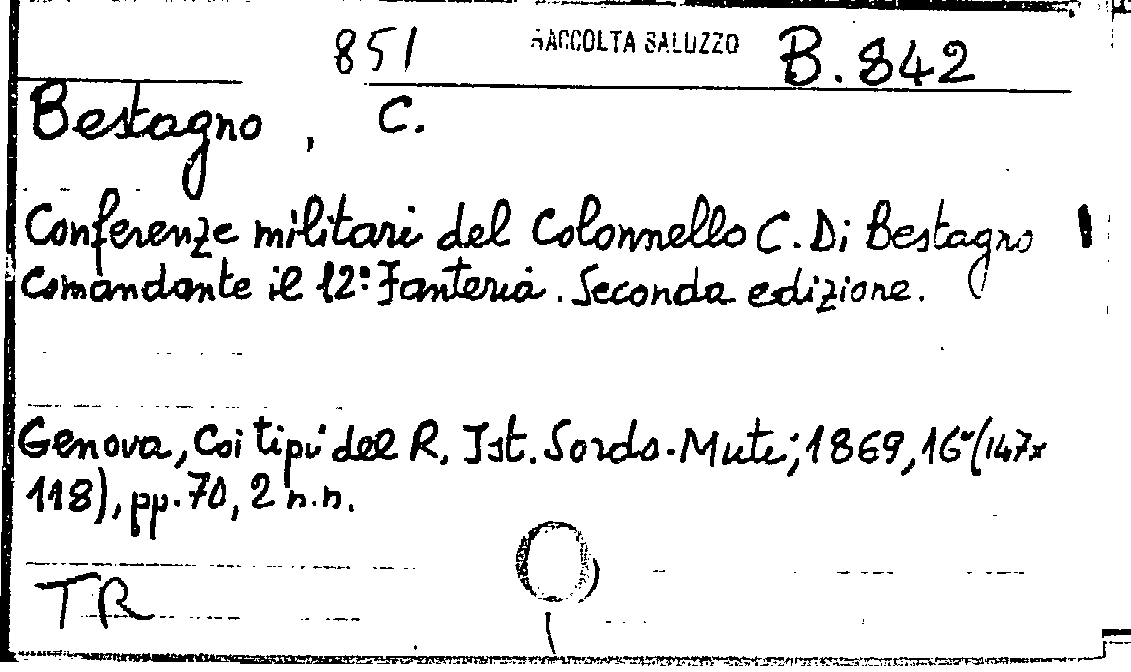 851 RACCOLTA SALUZZO B. 842
Bestagno, C.
Conferenze militari del Colonnello C. Di Bestagno
Comandante il 12° Fanteria. Seconda edizione.
Genova, Coi tipi del R. Ist. Sordo-Muti; 1869, 16° (147x
118), pp. 70, 2 n.n.
TR